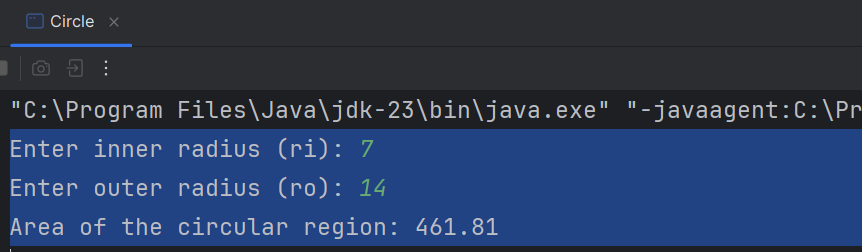 Circle
"C:\Program Files\Java\jdk-23\bin\java.exe" "-javaagent:C:\Pr
Enter inner radius (ri): 7
Enter outer radius (ro): 14
Area of the circular region: 461.81